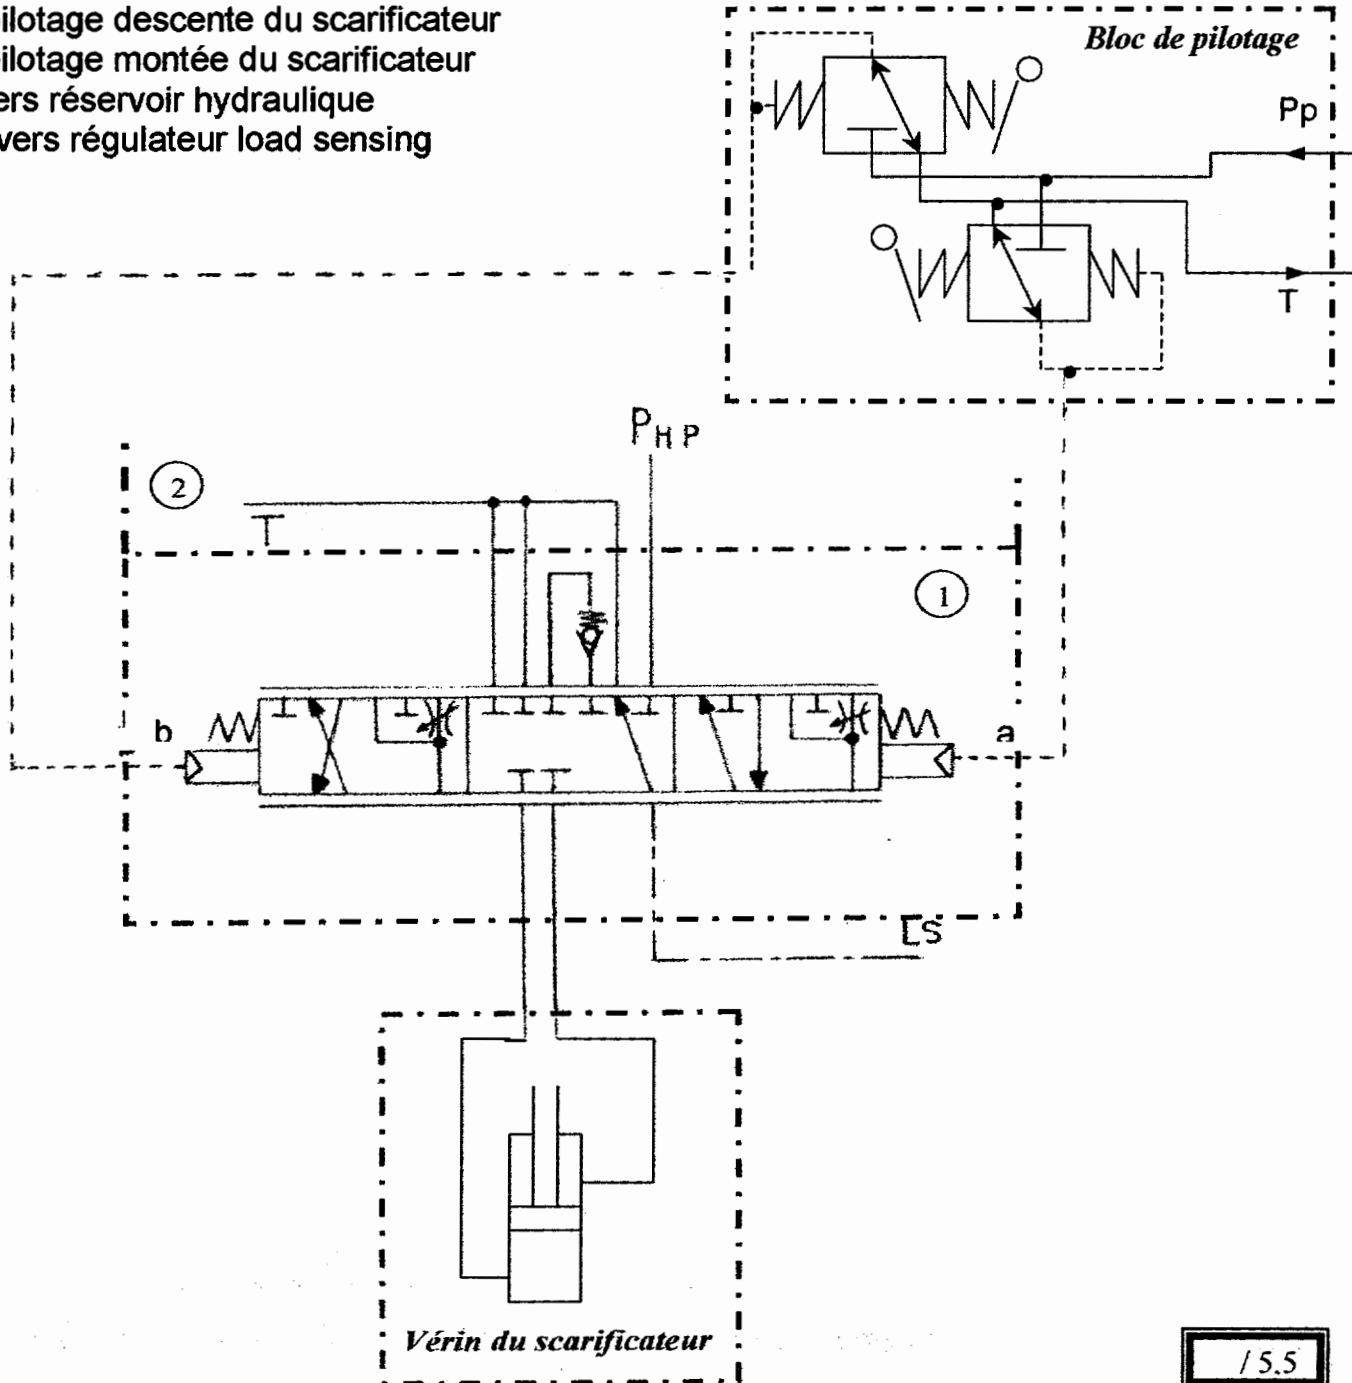 ilotage descente du scarificateur
ilotage montée du scarificateur
ers réservoir hydraulique
vers régulateur load sensing
Bloc de pilotage
Pp
T
PHP
2
T
1
b
a
LS
Vérin du scarificateur
/ 5,5